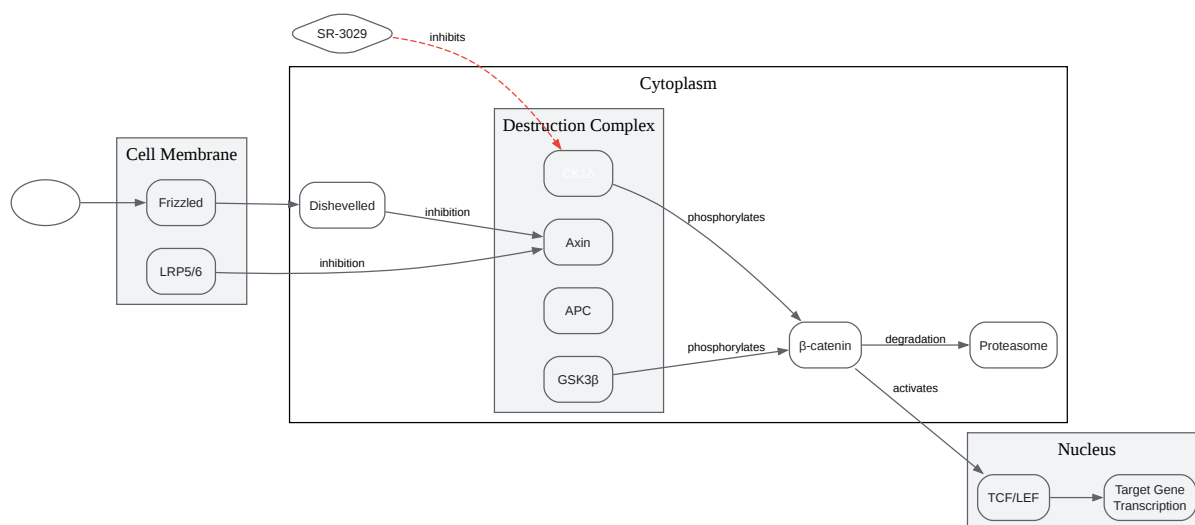 SR-3029
inhibits
Cytoplasm
Destruction Complex
Cell Membrane
CK1δ
Frizzled
Dishevelled
inhibition
phosphorylates
Axin
LRP5/6
inhibition
APC
phosphorylates
β-catenin
degradation
Proteasome
GSK3β
activates
Nucleus
TCF/LEF
Target Gene
Transcription